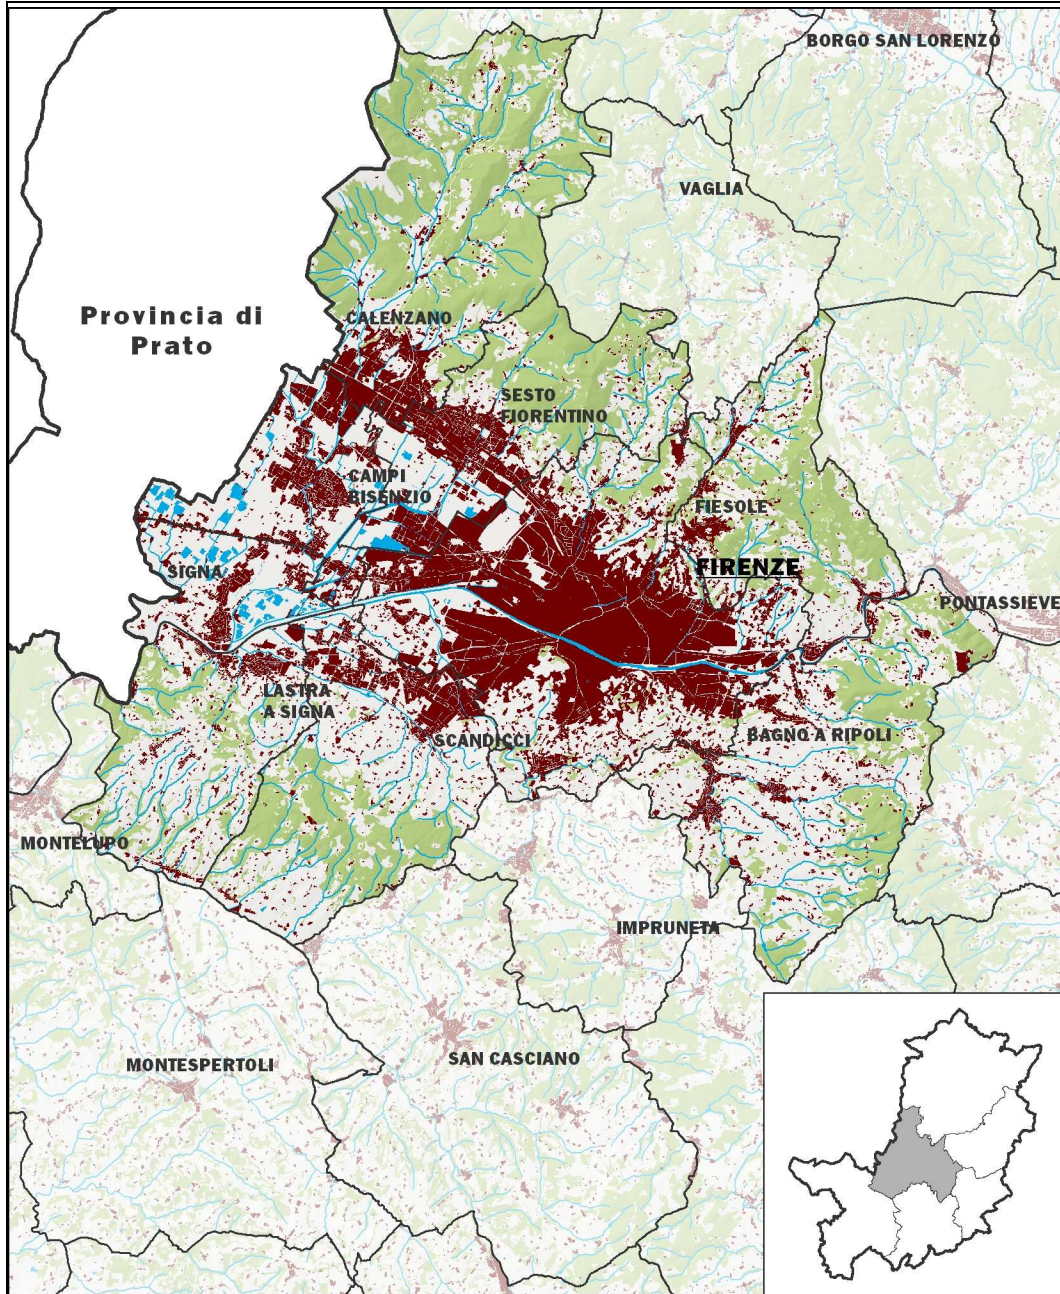 BORGO SAN LORENZO
VAGLIA
Provincia di
Prato
CALENZANO
SESTO
FIORENTINO
CAMPI
BISENZIO
FIESOLE
SIGNA
FIRENZE
PONTASSIEVE
LASTRA
A SIGNA
SCANDICCI
BAGNO A RIPOLI
MONTELUPO
IMPRUNETA
MONTESPERTOLI
SAN CASCIANO